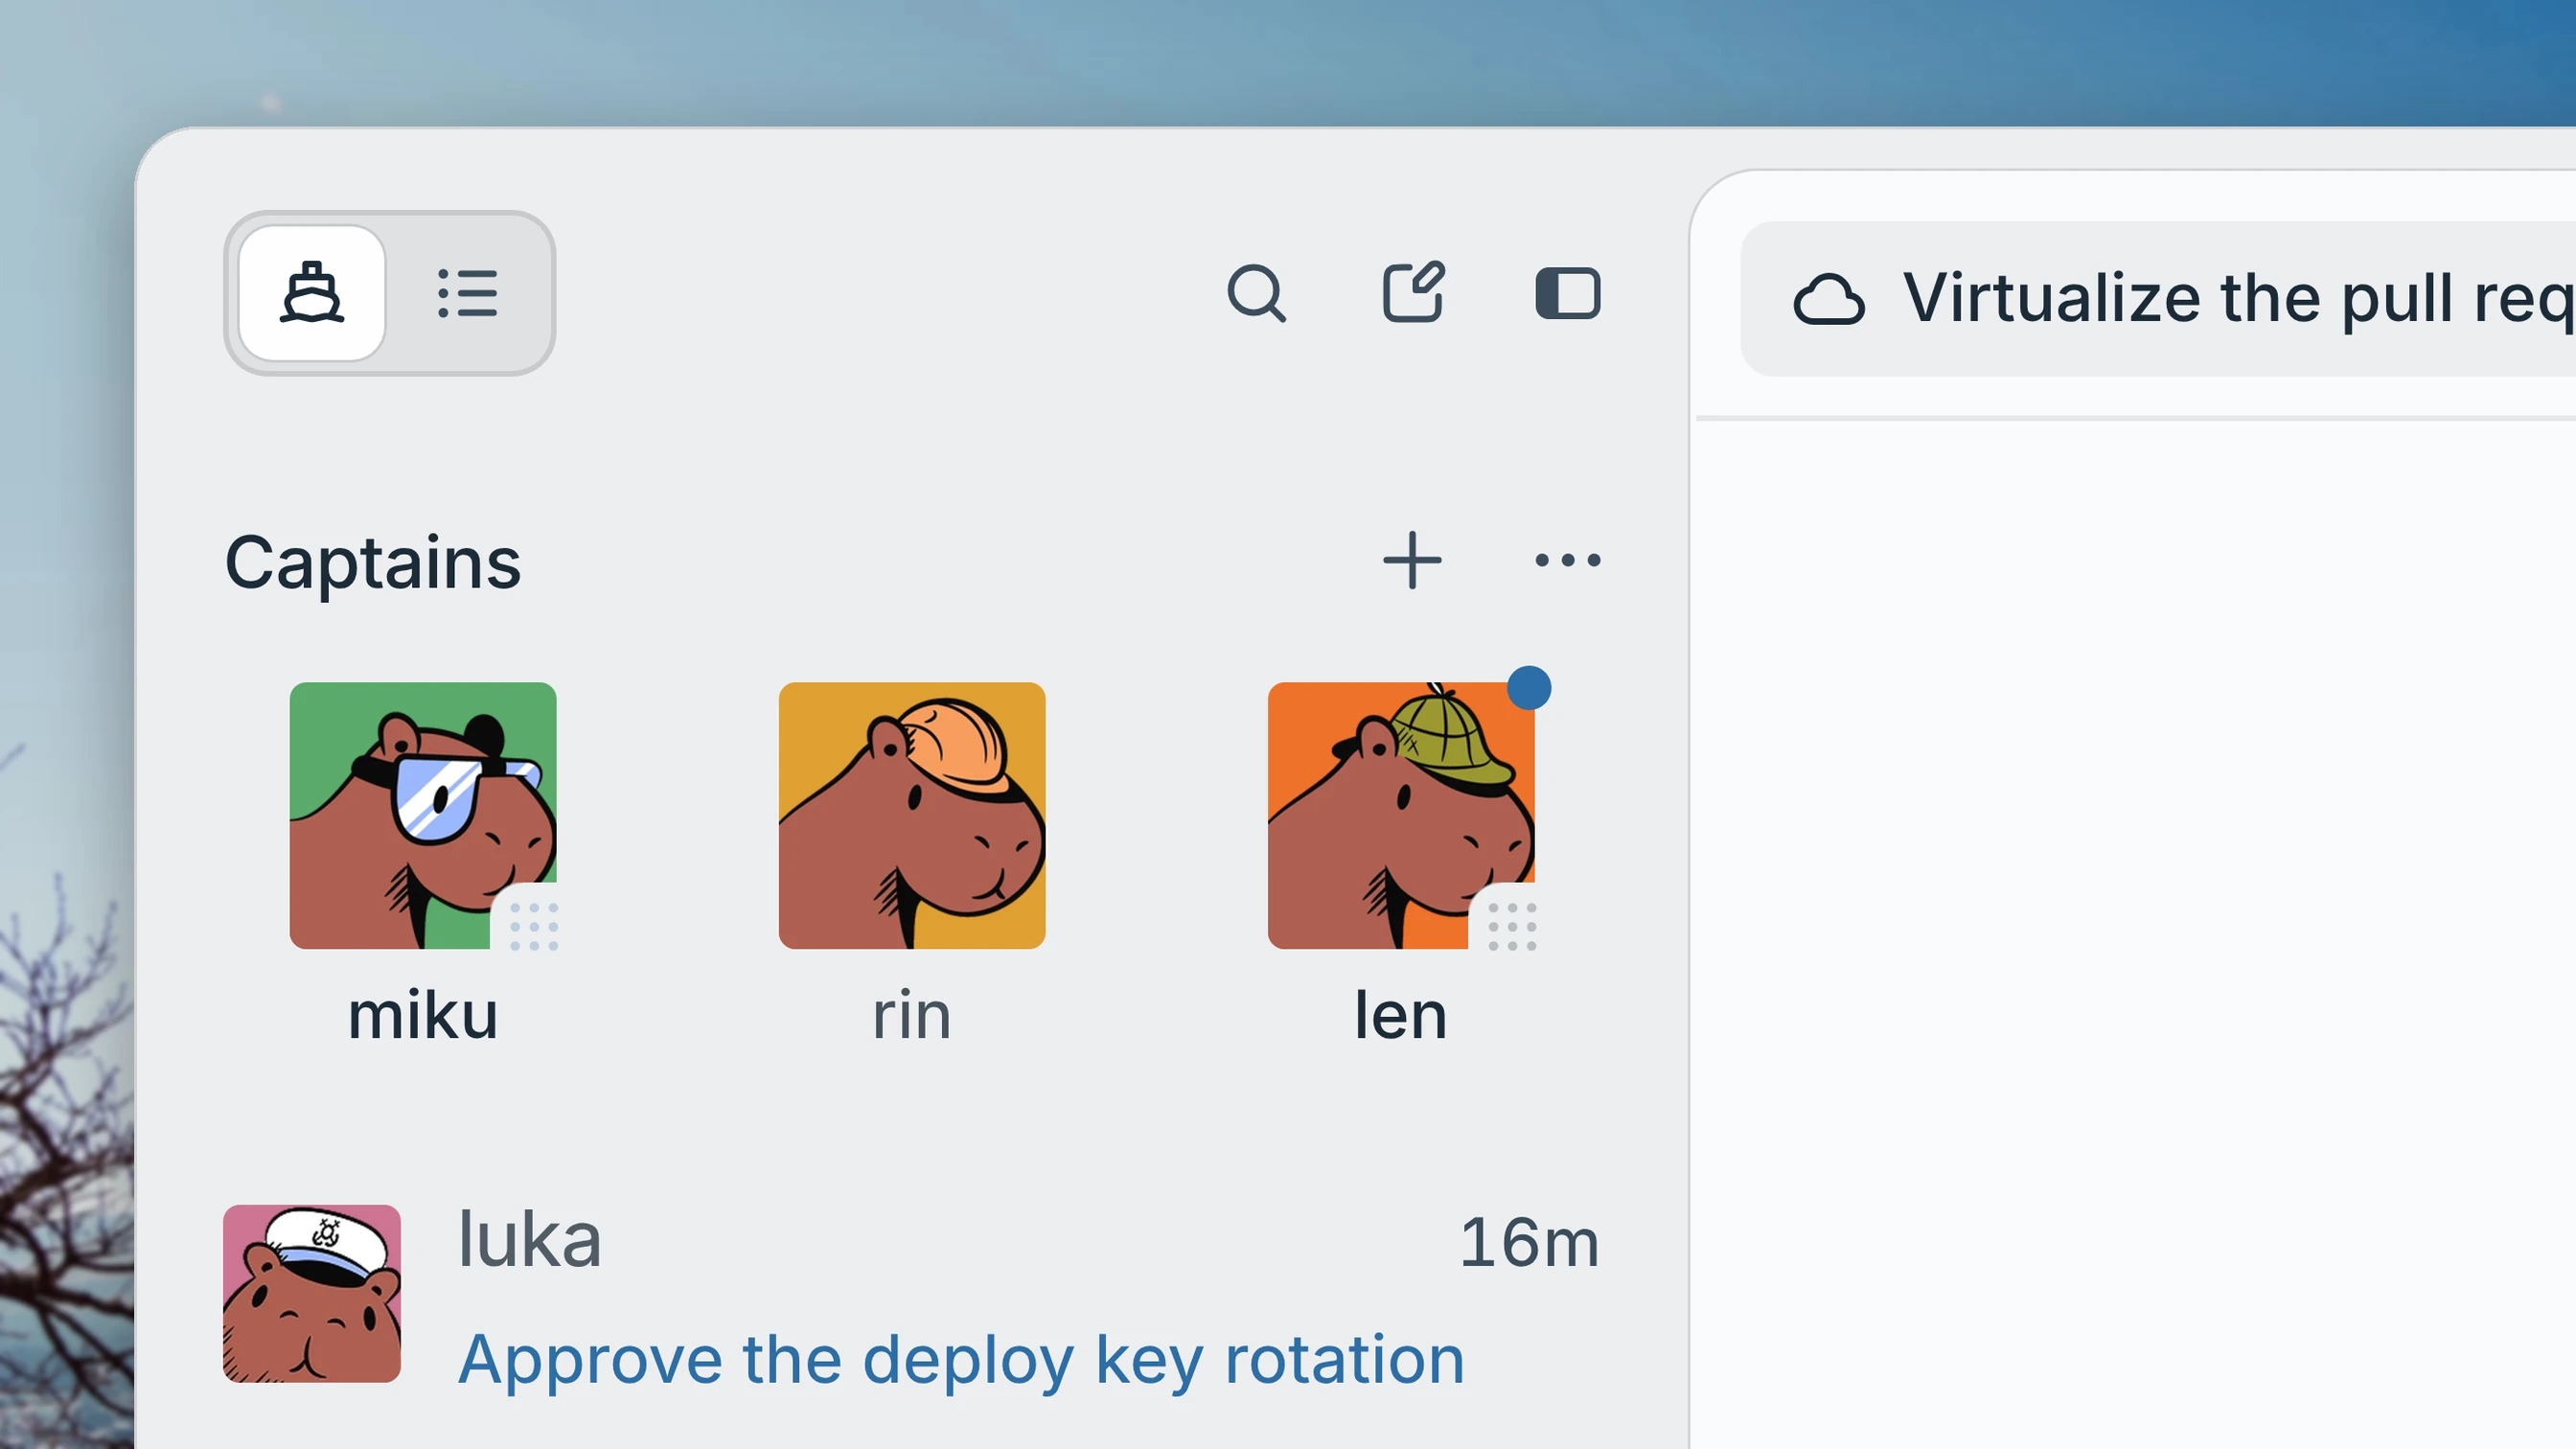 Virtualize the pull req
Captains
miku
rin
len
luka
16m
Approve the deploy key rotation